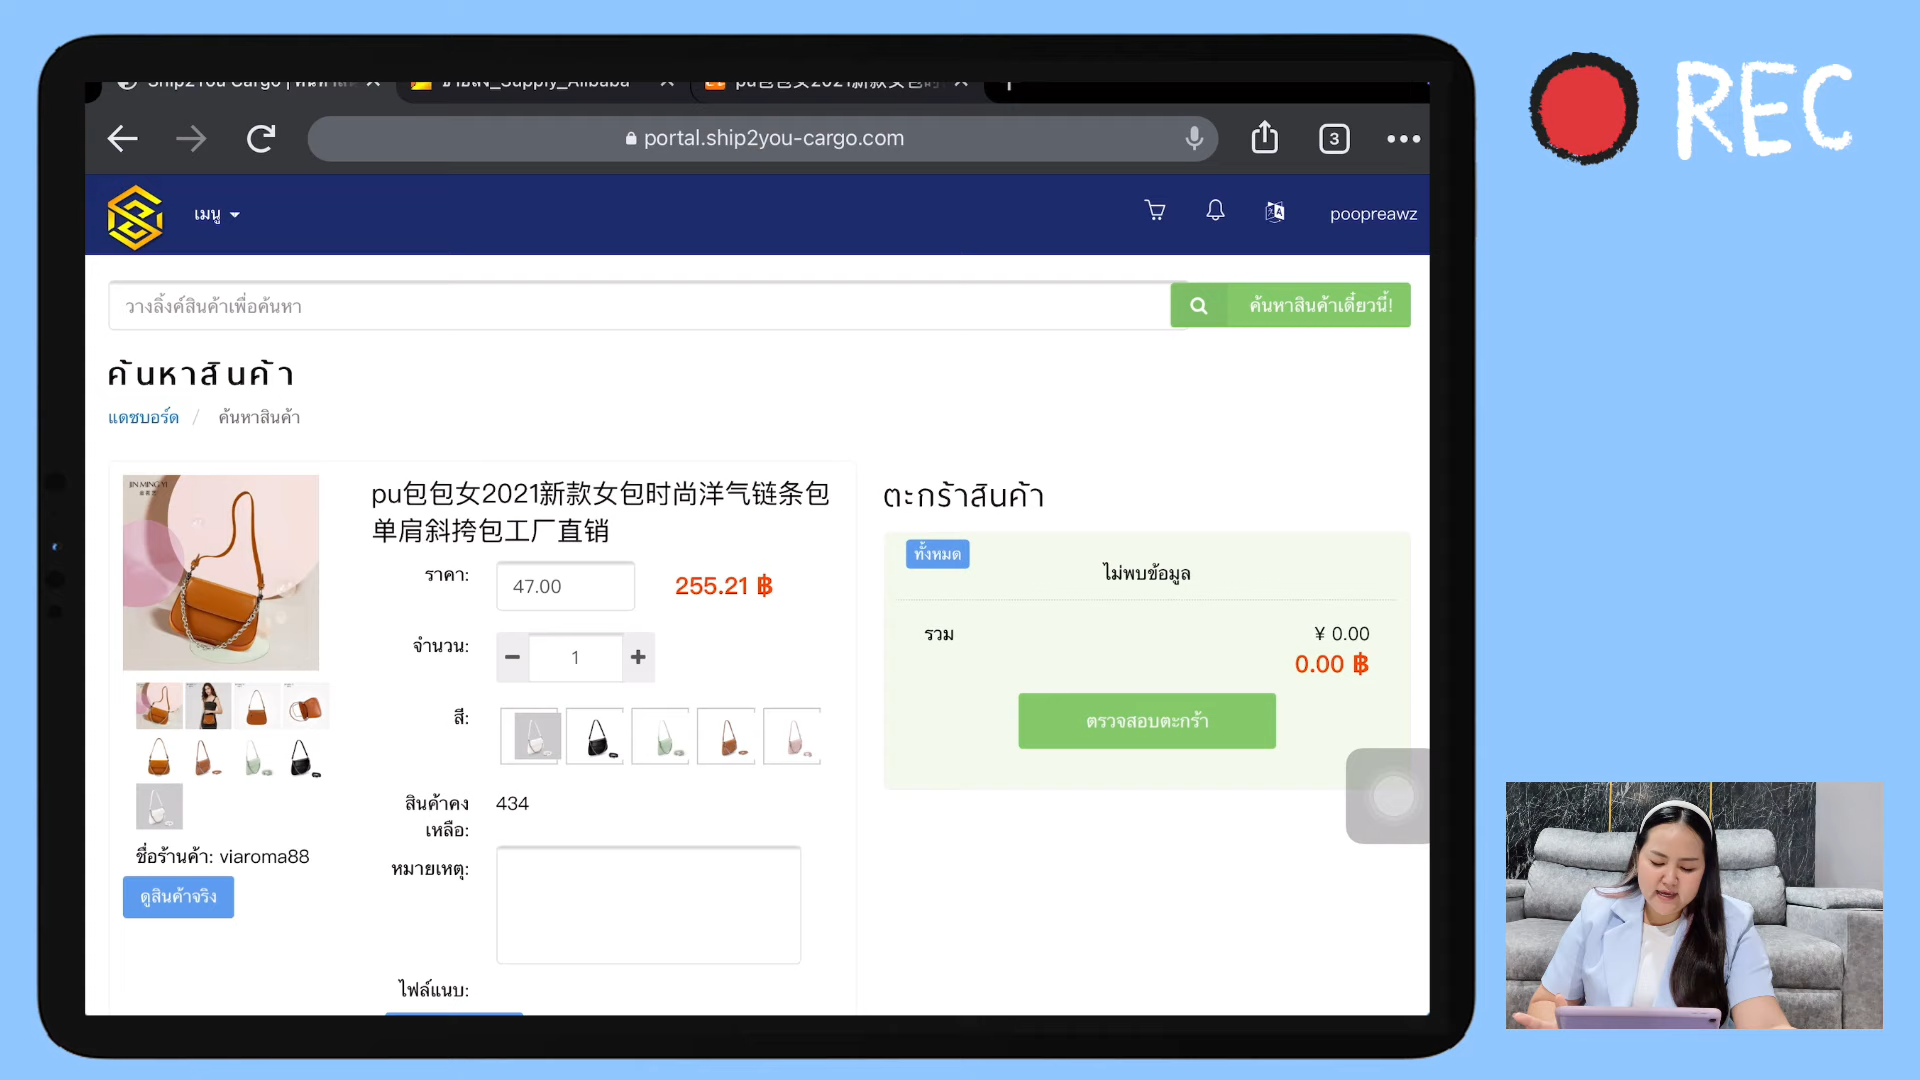 REC
portal.ship2you-cargo.com
3
เมนู
poopreawz
วางลิ้งค์สินค้าเพื่อค้นหา
ค้นหาสินค้าเดี๋ยวนี้!
ค้นหาสินค้า
แดชบอร์ด / ค้นหาสินค้า
JIN MING YI
pu包包女2021新款女包时尚洋气链条包
单肩斜挎包工厂直销
ราคา: 47.00 255.21 ฿
จำนวน: 1
สี:
สินค้าคง
เหลือ: 434
หมายเหตุ:
ไฟล์แนบ:
ชื่อร้านค้า: viaroma88
ดูสินค้าจริง
ตะกร้าสินค้า
ทั้งหมด
ไม่พบข้อมูล
รวม ¥ 0.00
0.00 ฿
ตรวจสอบตะกร้า